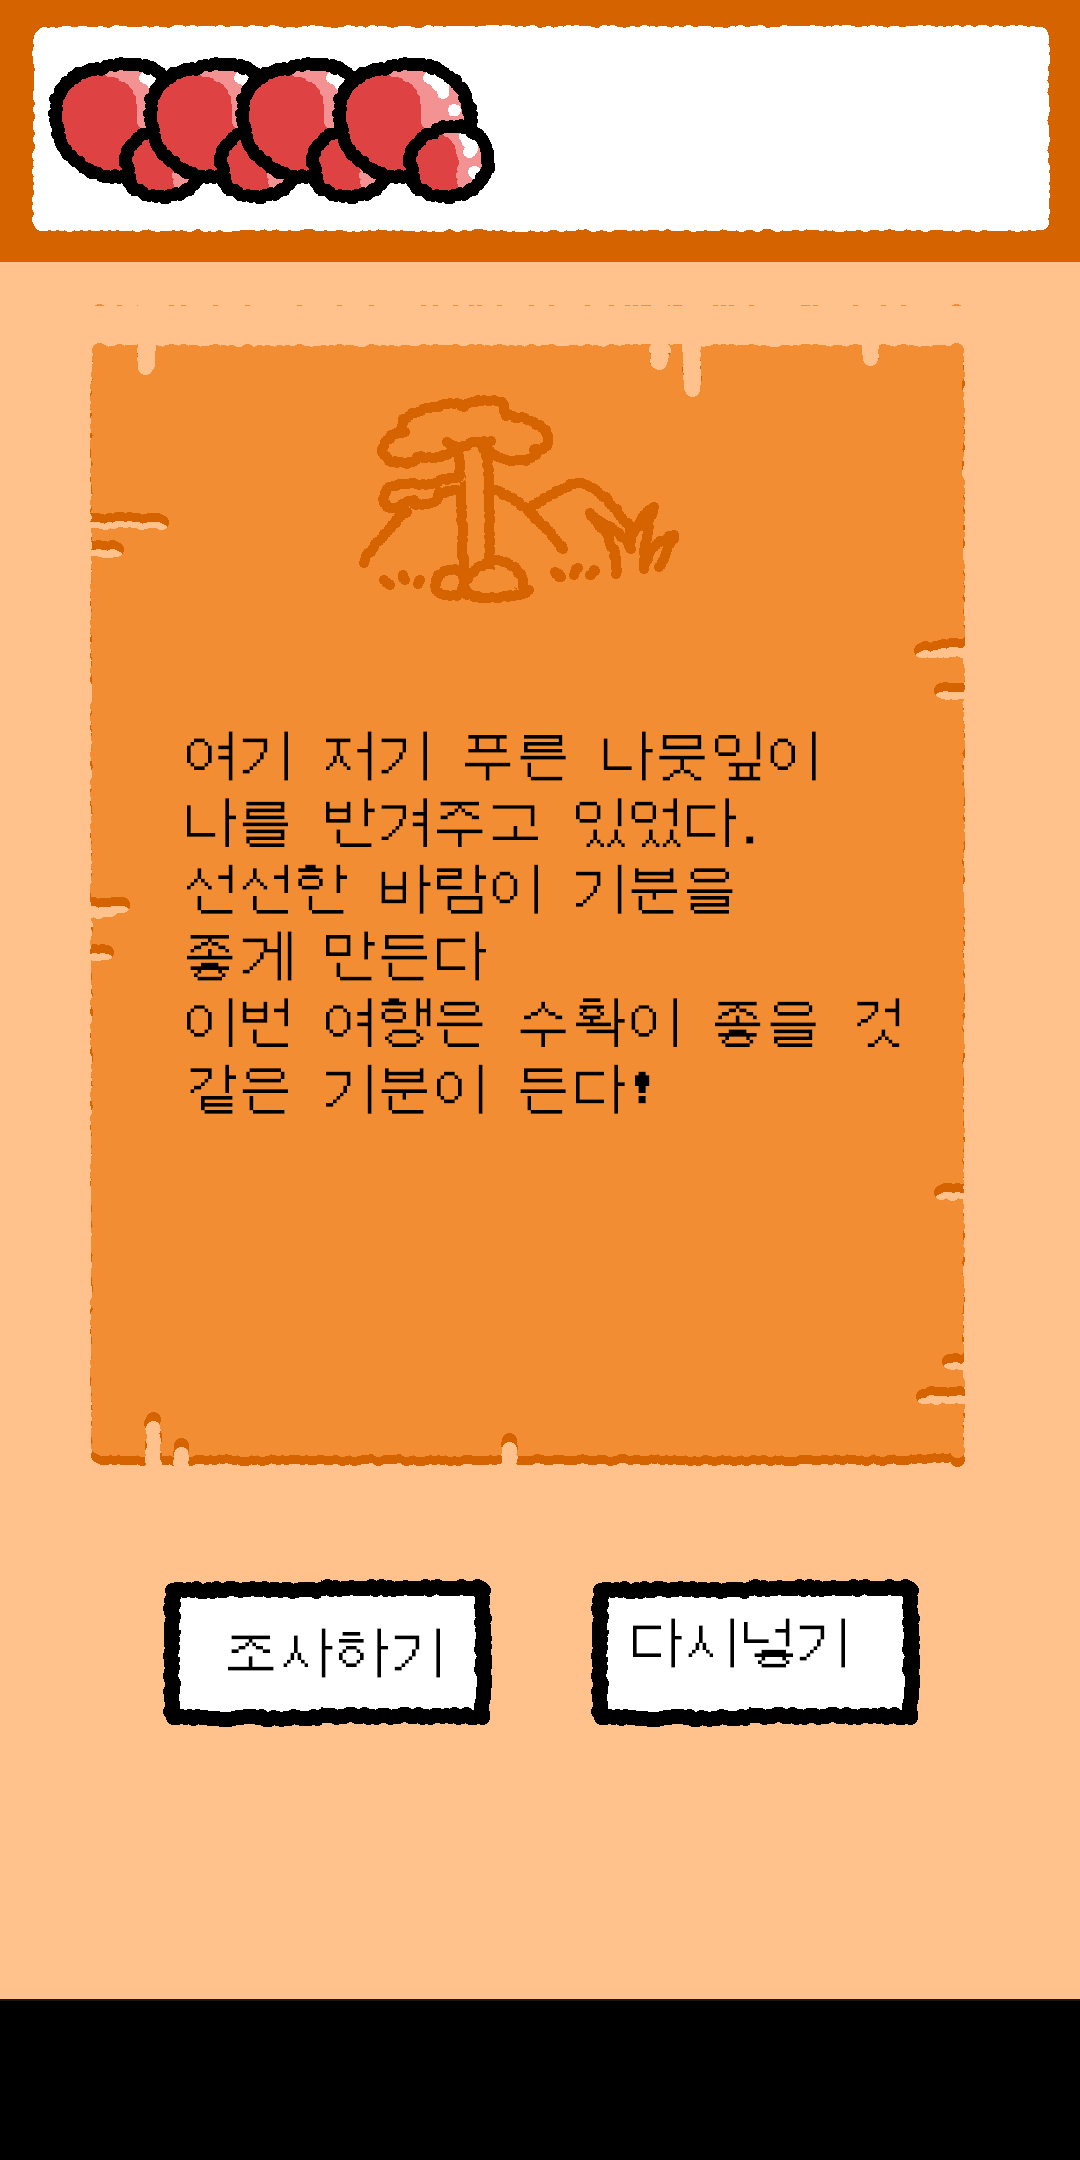 여기 저기 푸른 나뭇잎이
나를 반겨주고 있었다.
선선한 바람이 기분을
좋게 만든다
이번 여행은 수확이 좋을 것
같은 기분이 든다!
조사하기
다시넣기